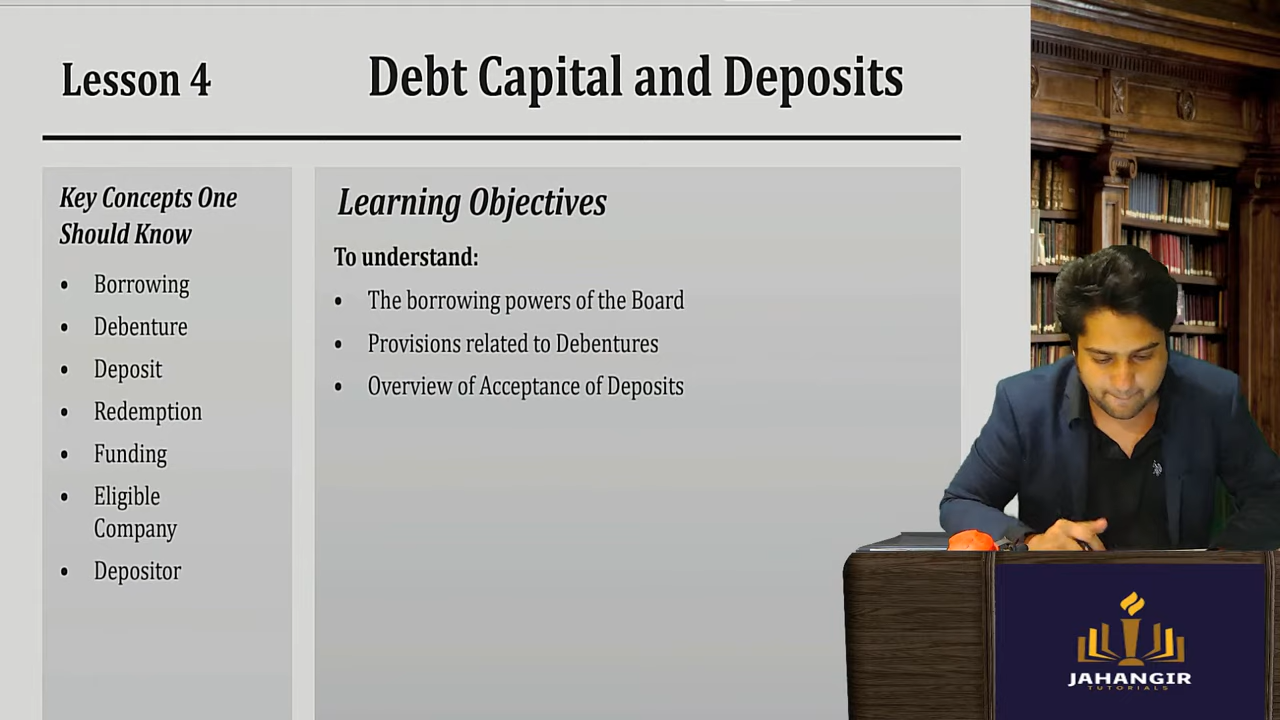 Lesson 4
Debt Capital and Deposits
Key Concepts One
Should Know
• Borrowing
• Debenture
• Deposit
• Redemption
• Funding
• Eligible
Company
• Depositor
Learning Objectives
To understand:
• The borrowing powers of the Board
• Provisions related to Debentures
• Overview of Acceptance of Deposits
JAHANGIR
TUTORIALS